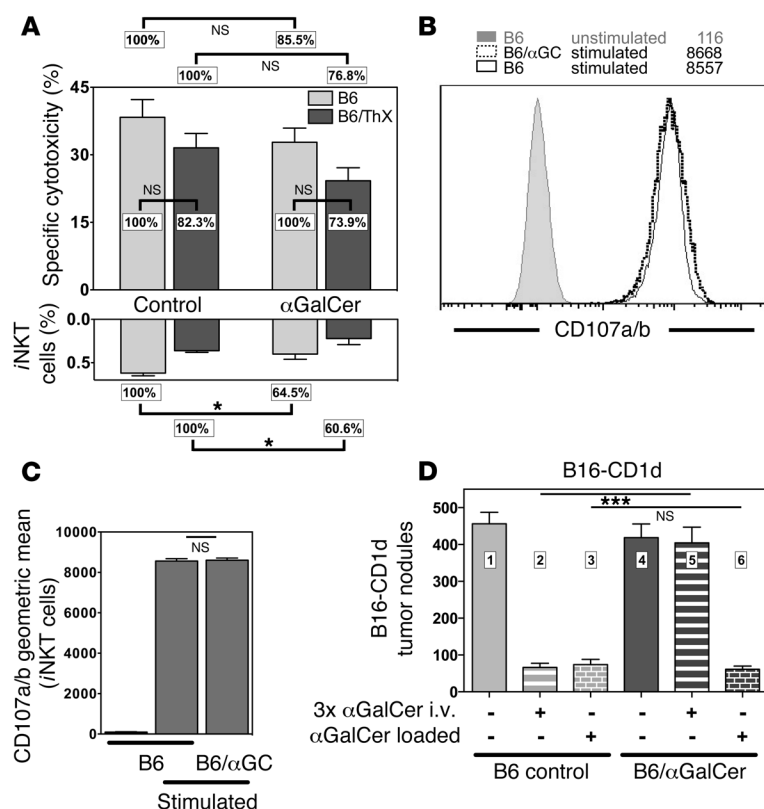 A
NS
100%
85.5%
NS
100%
76.8%
Specific cytotoxicity (%)
45
30
15
0
B6
B6/ThX
NS
100%
82.3%
NS
100%
73.9%
Control
αGalCer
iNKT
cells (%)
0.0
0.5
100%
64.5%
*
100%
60.6%
*
B
B6 unstimulated 116
B6/αGC stimulated 8668
B6 stimulated 8557
CD107a/b
C
CD107a/b geometric mean
(iNKT cells)
10000
8000
6000
4000
2000
0
NS
B6
B6/αGC
Stimulated
D
B16-CD1d
B16-CD1d
tumor nodules
500
400
300
200
100
0
***
NS
1
2
3
4
5
6
3x αGalCer i.v. - + - - + -
αGalCer loaded - - + - - +
B6 control
B6/αGalCer